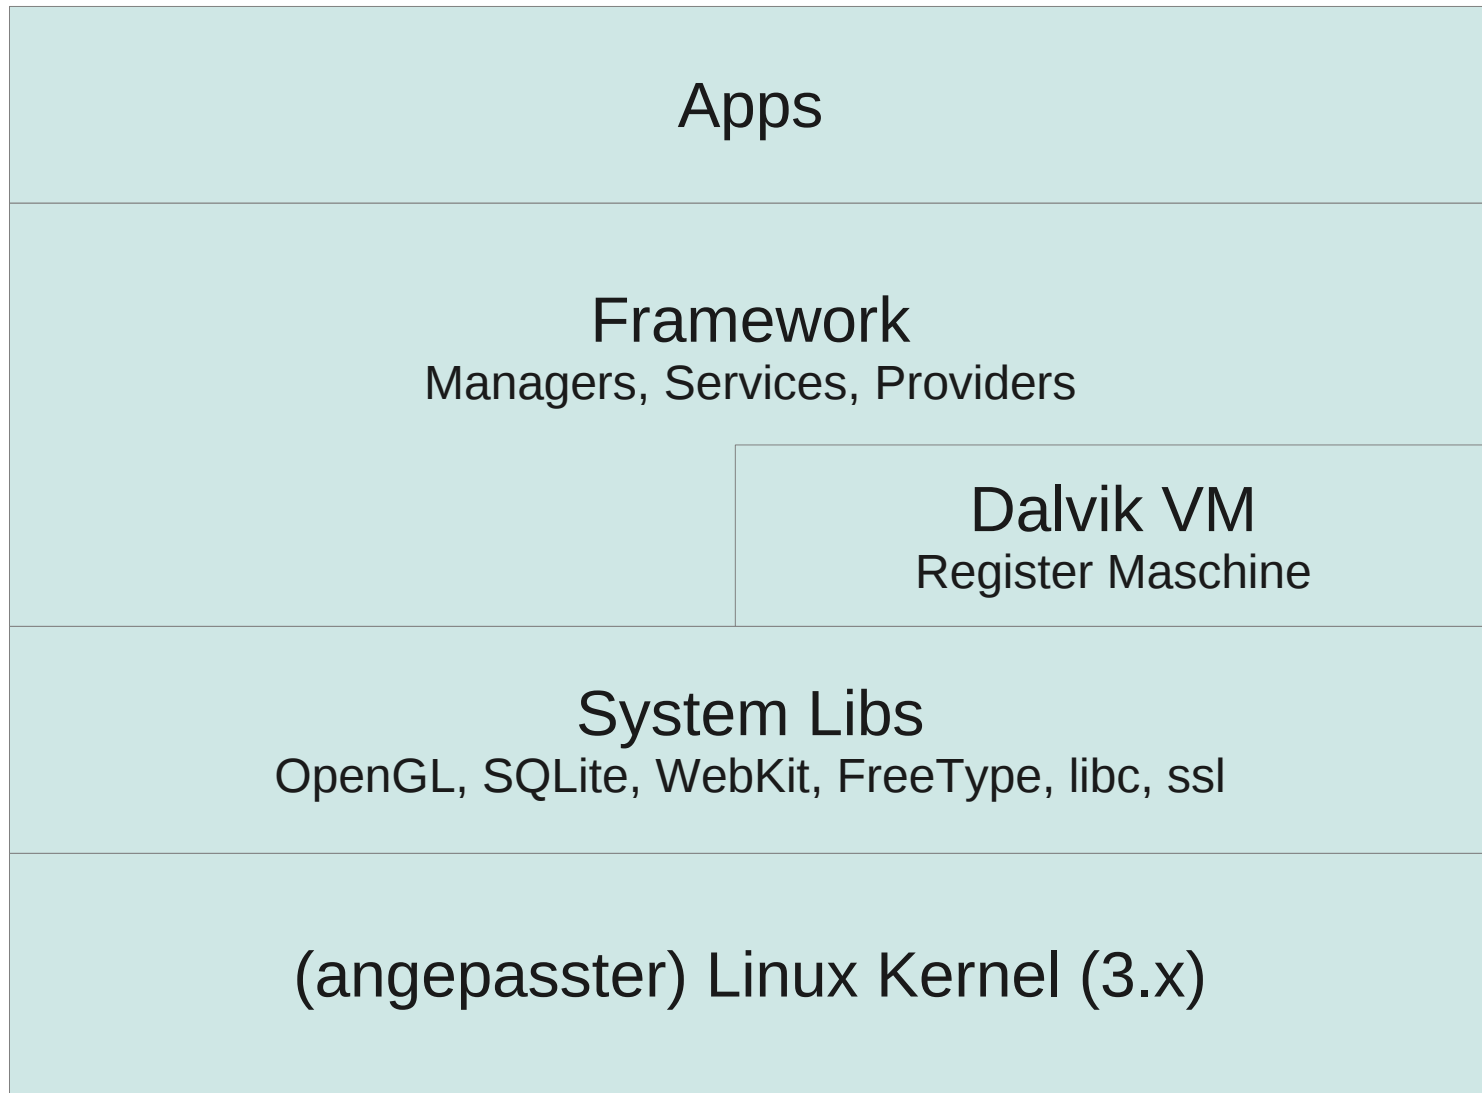 Apps
Framework
Managers, Services, Providers
Dalvik VM
Register Maschine
System Libs
OpenGL, SQLite, WebKit, FreeType, libc, ssl
(angepasster) Linux Kernel (3.x)